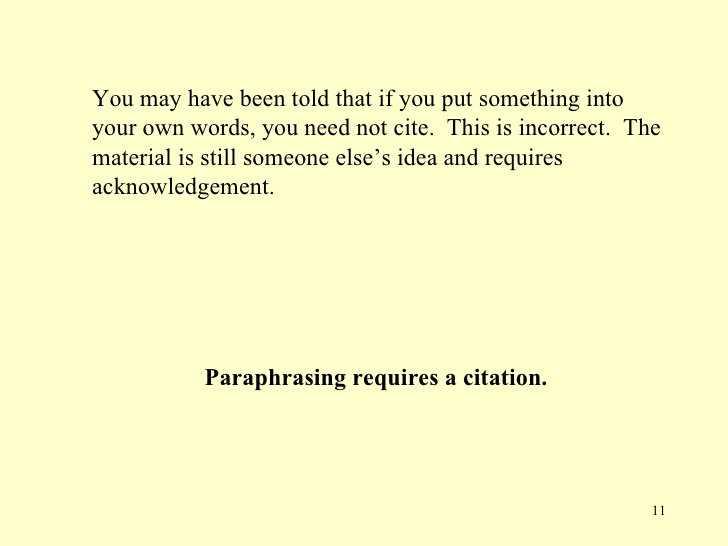 You may have been told that if you put something into
your own words, you need not cite.  This is incorrect.  The
material is still someone else’s idea and requires
acknowledgement.
Paraphrasing requires a citation.
11